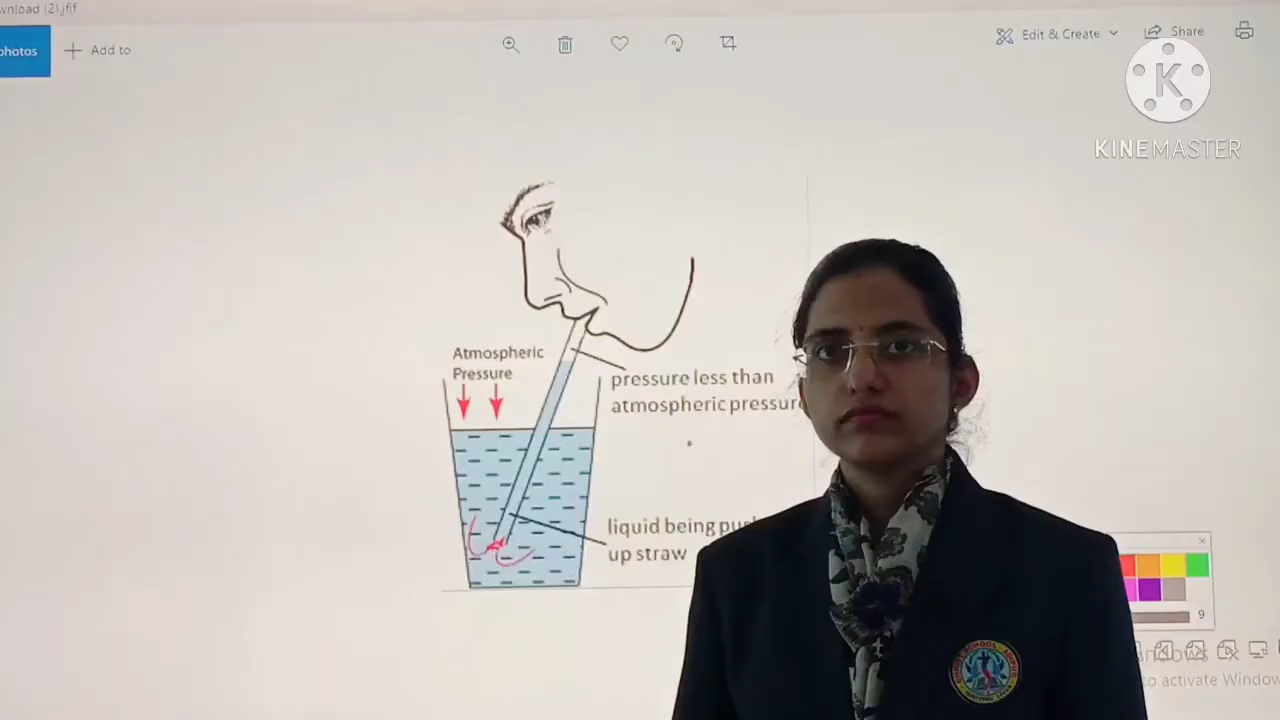 wnload (2).jfif
photos
Add to
Edit & Create
Share
KINEMASTER
Atmospheric
Pressure
pressure less than
atmospheric pressure
liquid being pus
up straw
9
to activate Window